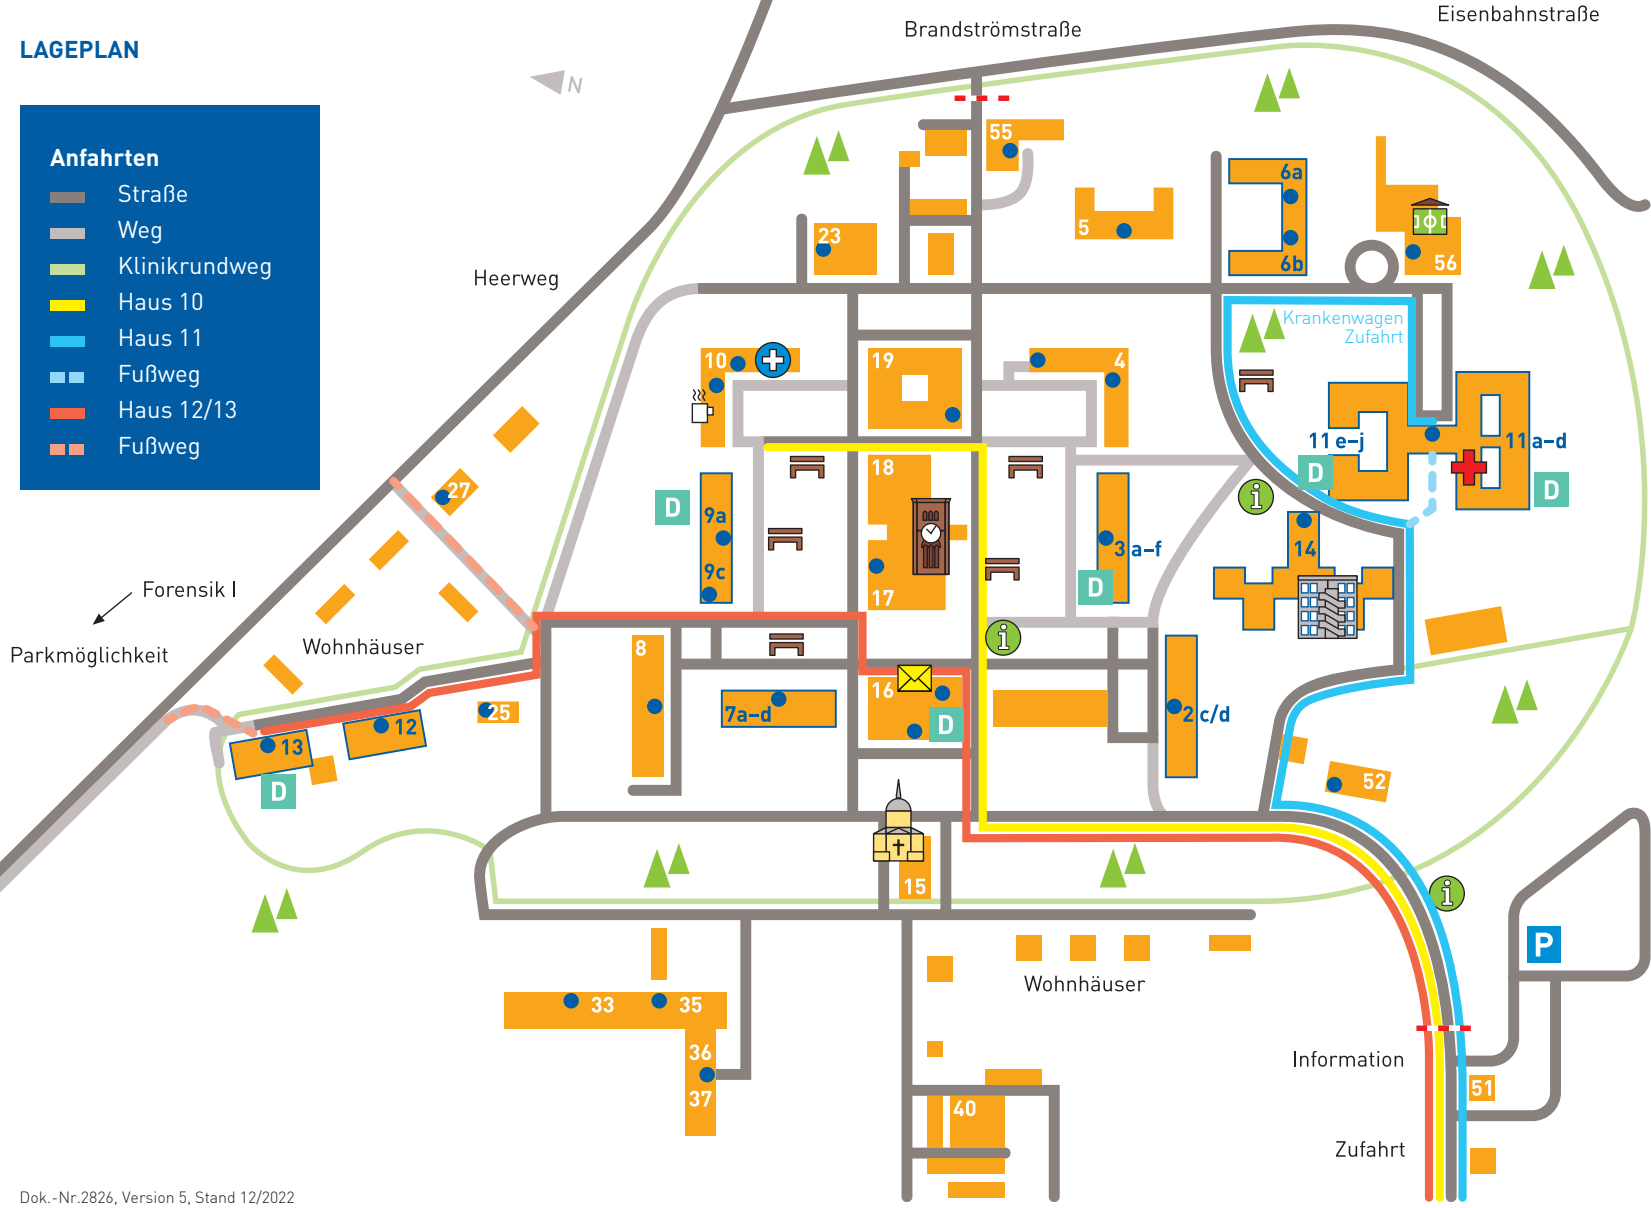 LAGEPLAN
Anfahrten
Straße
Weg
Klinikrundweg
Haus 10
Haus 11
Fußweg
Haus 12/13
Fußweg
N
Brandströmstraße
Eisenbahnstraße
Heerweg
55
5
6a
6b
56
23
Krankenwagen
Zufahrt
10
19
4
11 e–j
11 a–d
D
D
i
27
18
D
9a
9c
17
3 a–f
D
14
Forensik I
Parkmöglichkeit
Wohnhäuser
i
8
7a–d
16
D
2 c/d
25
12
13
D
52
15
i
P
Wohnhäuser
33
35
36
37
40
Information
51
Zufahrt
Dok.-Nr.2826, Version 5, Stand 12/2022